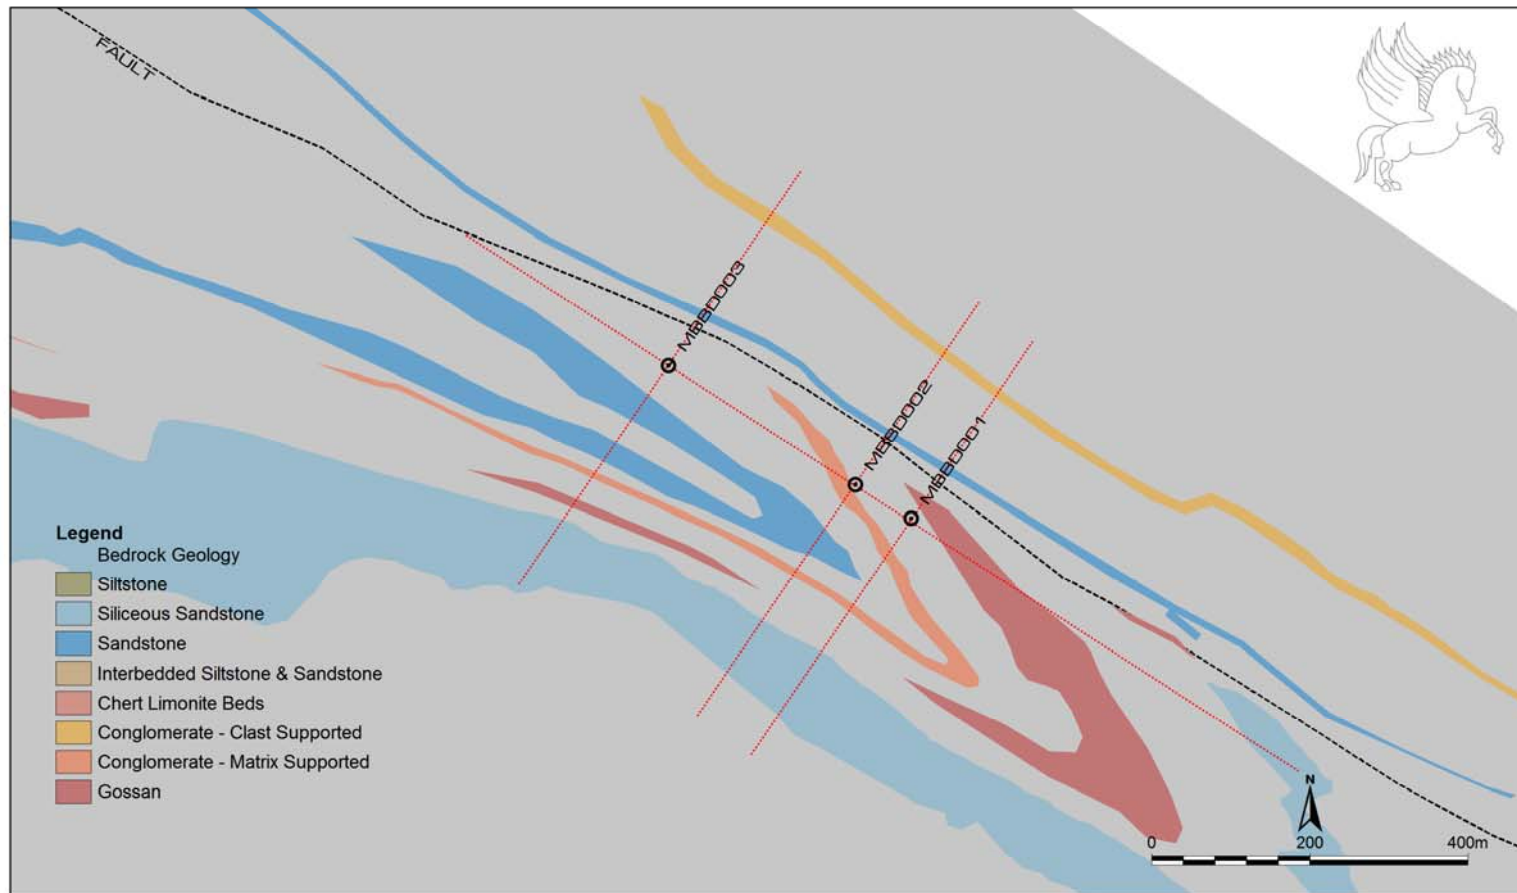 FAULT
MBBD003
MBBD002
MBBD001
Legend
Bedrock Geology
Siltstone
Siliceous Sandstone
Sandstone
Interbedded Siltstone & Sandstone
Chert Limonite Beds
Conglomerate - Clast Supported
Conglomerate - Matrix Supported
Gossan
N
0 200 400m